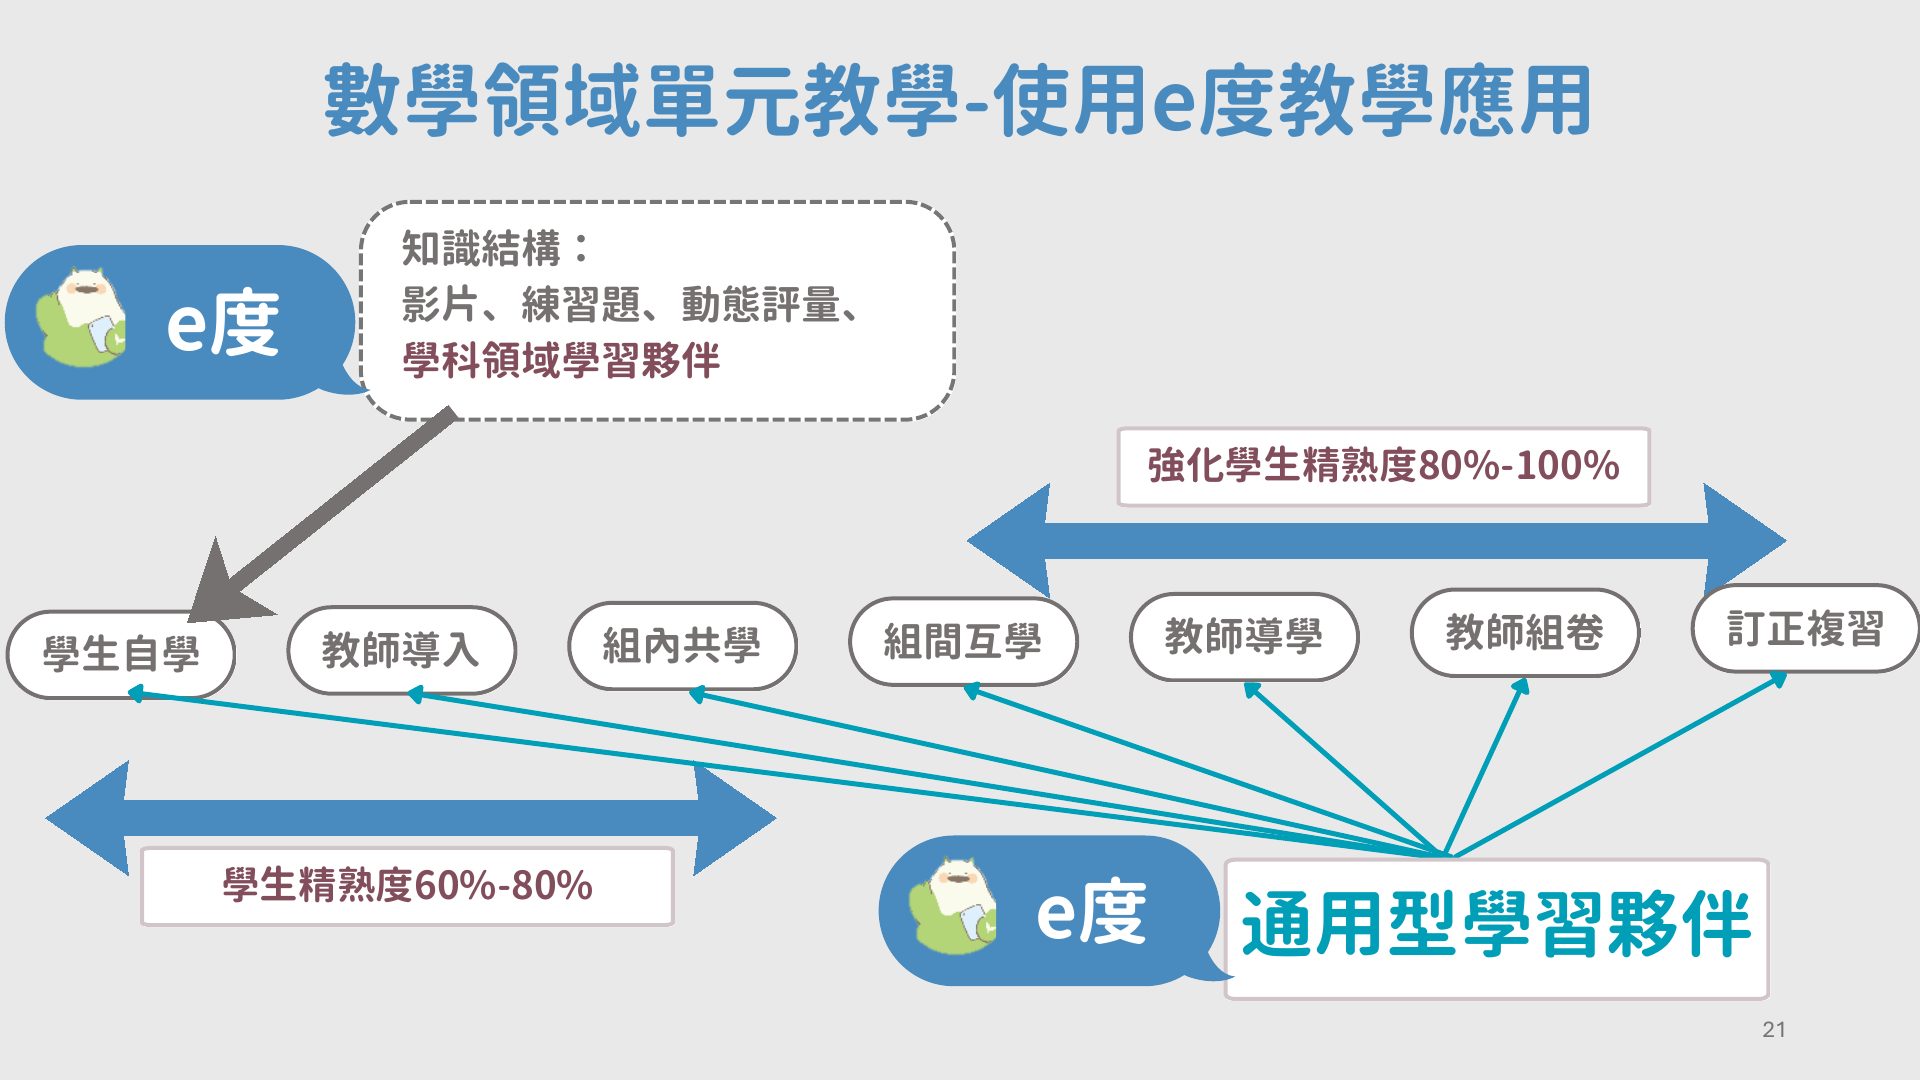 數學領域單元教學-使用e度教學應用
e度
知識結構：
影片、練習題、動態評量、
學科領域學習夥伴
強化學生精熟度80%-100%
學生自學
教師導入
組內共學
組間互學
教師導學
教師組卷
訂正複習
學生精熟度60%-80%
e度
通用型學習夥伴
21